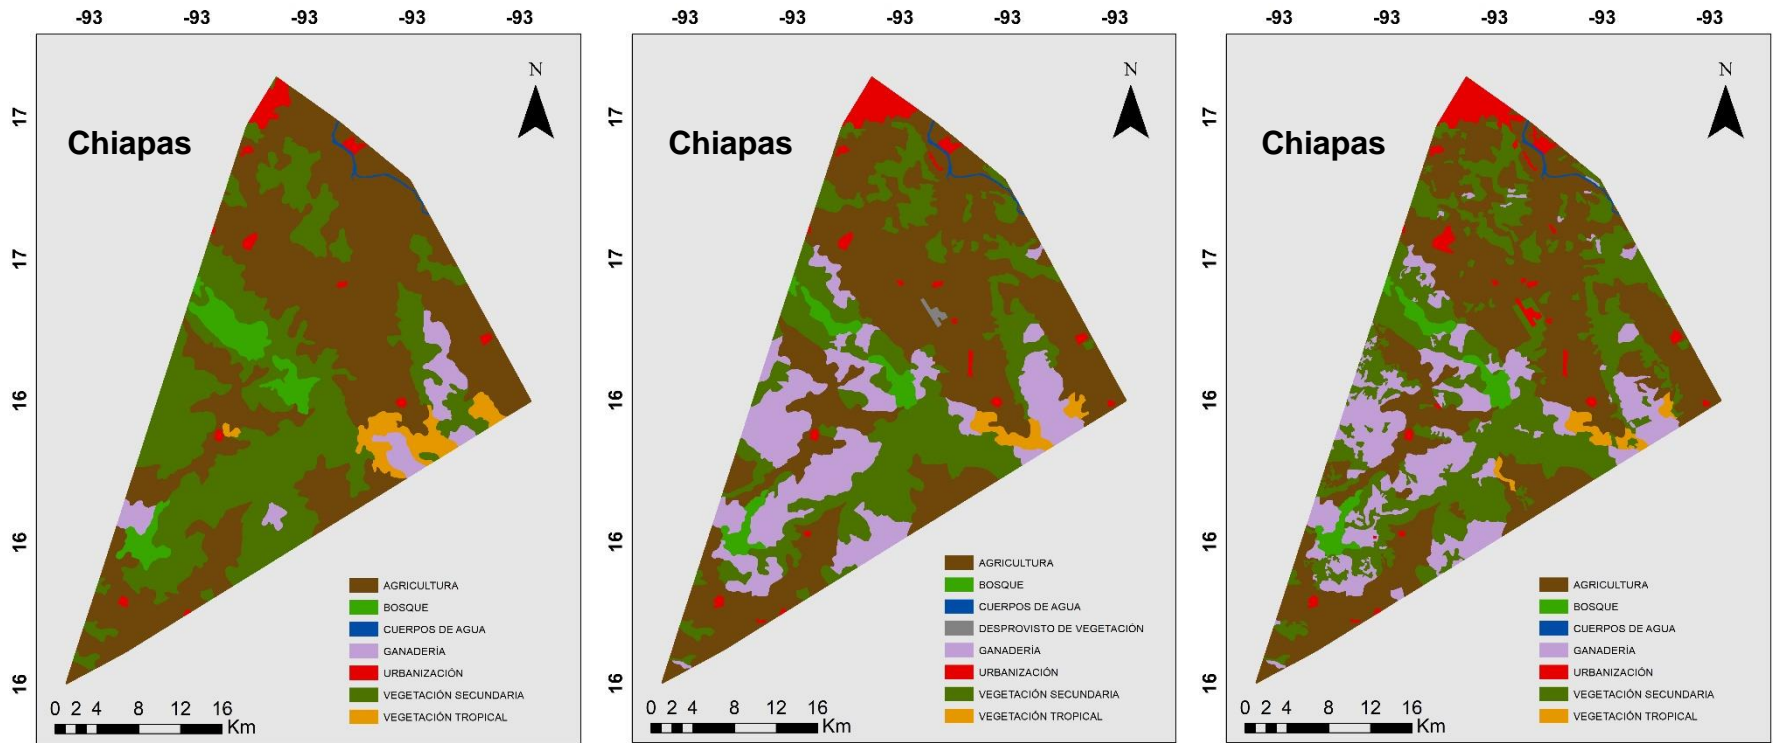 -93 -93 -93 -93 -93
N
Chiapas
17
17
16
16
16
AGRICULTURA
BOSQUE
CUERPOS DE AGUA
GANADERÍA
URBANIZACIÓN
VEGETACIÓN SECUNDARIA
VEGETACIÓN TROPICAL
0 2 4 8 12 16
Km
-93 -93 -93 -93 -93
N
Chiapas
17
17
16
16
16
AGRICULTURA
BOSQUE
CUERPOS DE AGUA
DESPROVISTO DE VEGETACIÓN
GANADERÍA
URBANIZACIÓN
VEGETACIÓN SECUNDARIA
VEGETACIÓN TROPICAL
0 2 4 8 12 16
Km
-93 -93 -93 -93 -93
N
Chiapas
17
17
16
16
16
AGRICULTURA
BOSQUE
CUERPOS DE AGUA
GANADERÍA
URBANIZACIÓN
VEGETACIÓN SECUNDARIA
VEGETACIÓN TROPICAL
0 2 4 8 12 16
Km